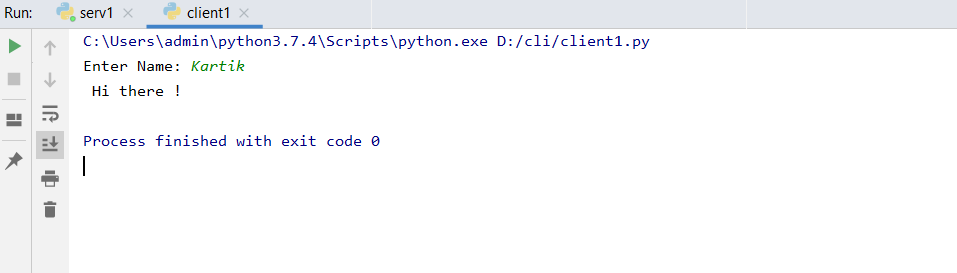 Run: serv1 client1
C:\Users\admin\python3.7.4\Scripts\python.exe D:/cli/client1.py
Enter Name: Kartik
Hi there !
Process finished with exit code 0